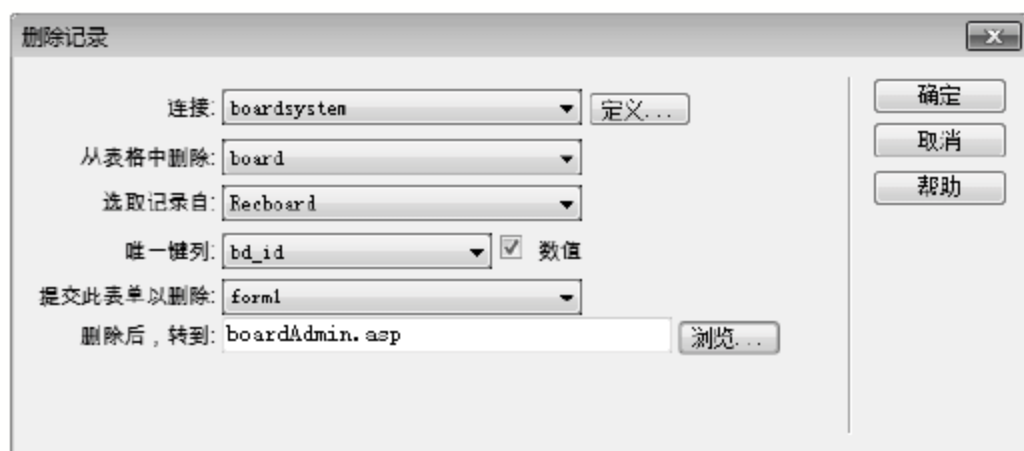 删除记录
连接: boardsystem 定义...
确定
从表格中删除: board
取消
选取记录自: Recboard
帮助
唯一键列: bd_id 数值
提交此表单以删除: form1
删除后，转到: boardAdmin.asp 浏览...